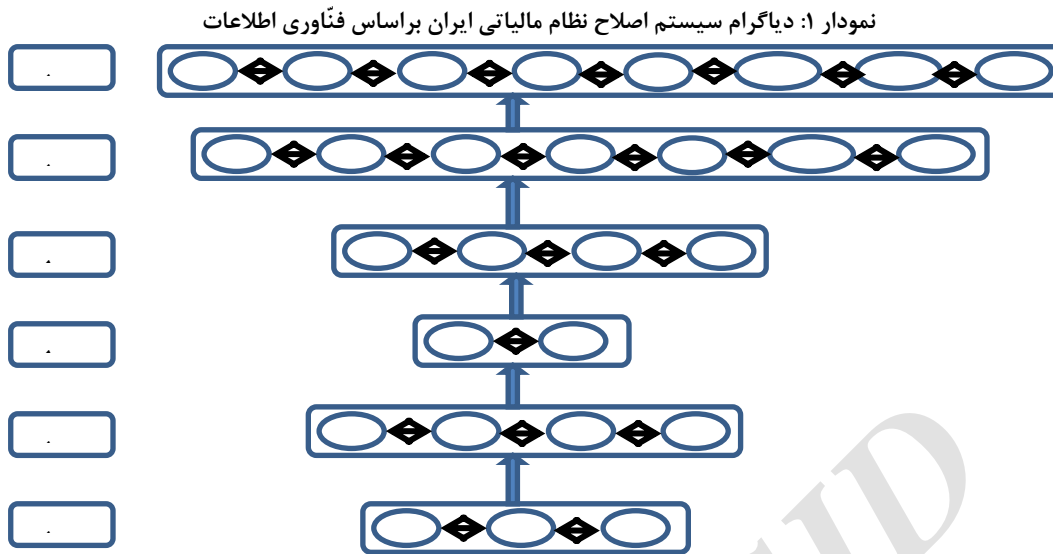 نمودار ۱: دیاگرام سیستم اصلاح نظام مالیاتی ایران براساس فنّاوری اطلاعات